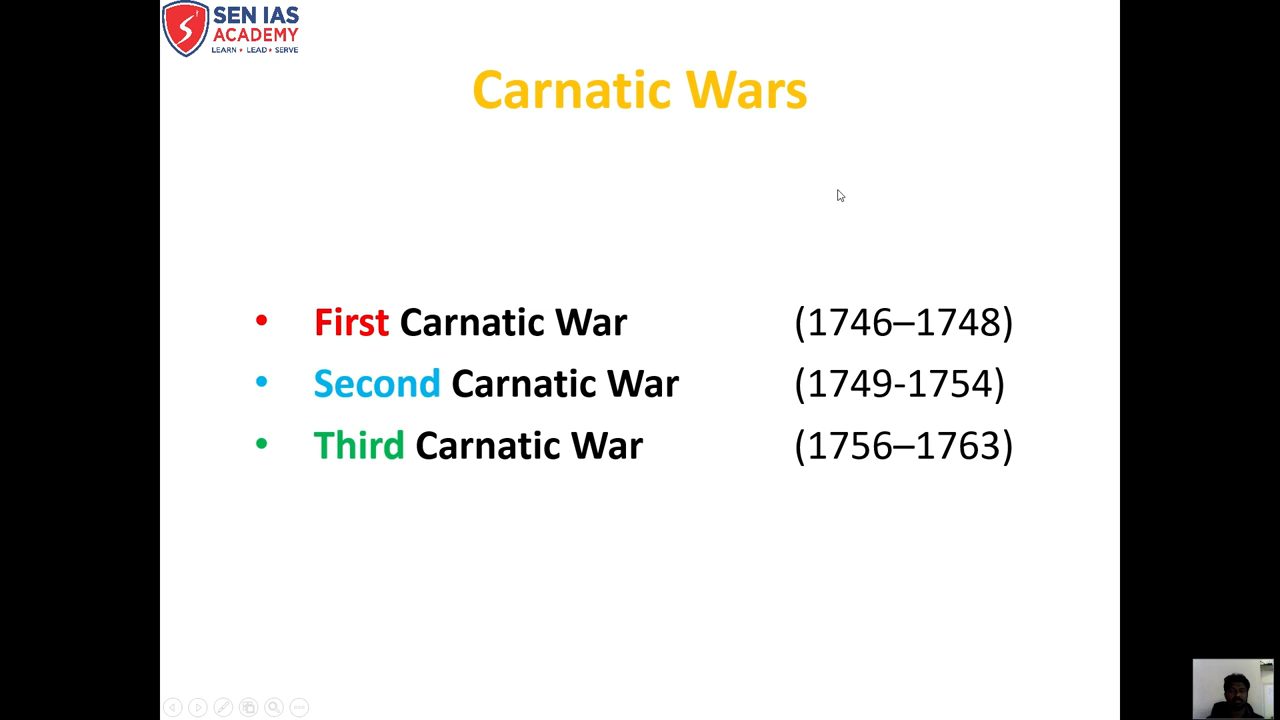 SEN IAS
ACADEMY
LEARN • LEAD • SERVE
Carnatic Wars
• First Carnatic War (1746–1748)
• Second Carnatic War (1749-1754)
• Third Carnatic War (1756–1763)